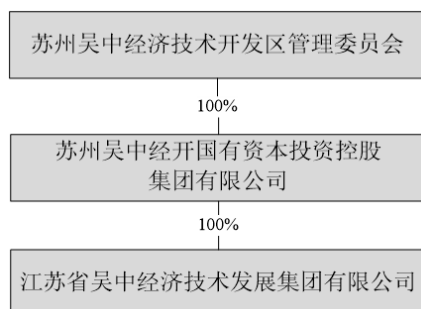 苏州吴中经济技术开发区管理委员会
100%
苏州吴中经开国有资本投资控股
集团有限公司
100%
江苏省吴中经济技术发展集团有限公司